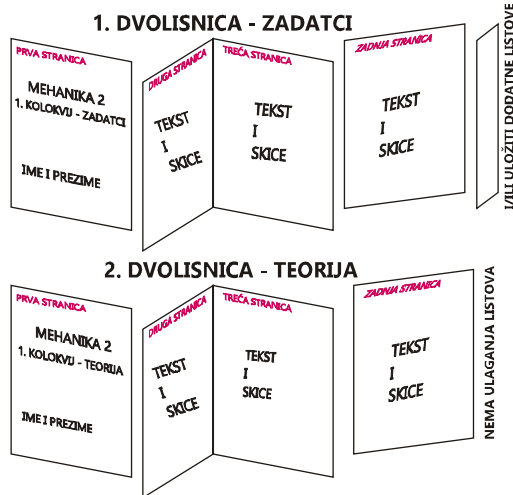 1. DVOLISNICA - ZADATCI
PRVA STRANICA
MEHANIKA 2
1. KOLOKVIJ - ZADATCI
IME I PREZIME
DRUGA STRANICA
TEKST
I
SKICE
TREĆA STRANICA
TEKST
I
SKICE
ZADNJA STRANICA
TEKST
I
SKICE
I/ILI ULOŽITI DODATNE LISTOVE
2. DVOLISNICA - TEORIJA
PRVA STRANICA
MEHANIKA 2
1. KOLOKVIJ - TEORIJA
IME I PREZIME
DRUGA STRANICA
TEKST
I
SKICE
TREĆA STRANICA
TEKST
I
SKICE
ZADNJA STRANICA
TEKST
I
SKICE
NEMA ULAGANJA LISTOVA